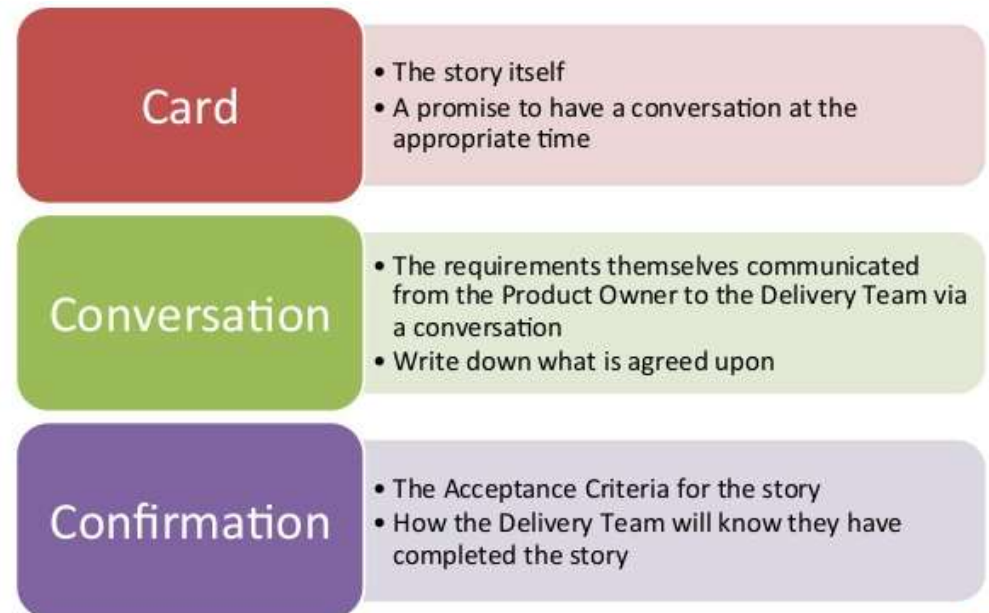 Card
• The story itself
• A promise to have a conversation at the
appropriate time
Conversation
• The requirements themselves communicated
from the Product Owner to the Delivery Team via
a conversation
• Write down what is agreed upon
Confirmation
• The Acceptance Criteria for the story
• How the Delivery Team will know they have
completed the story